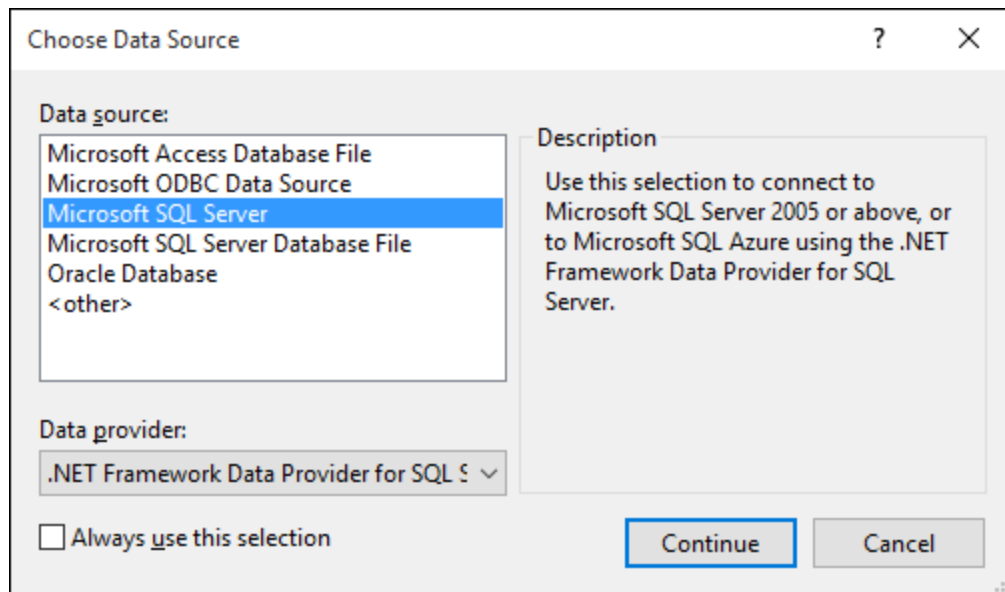 Choose Data Source
?
Data source:
Microsoft Access Database File
Microsoft ODBC Data Source
Microsoft SQL Server
Microsoft SQL Server Database File
Oracle Database
<other>
Description
Use this selection to connect to
Microsoft SQL Server 2005 or above, or
to Microsoft SQL Azure using the .NET
Framework Data Provider for SQL
Server.
Data provider:
.NET Framework Data Provider for SQL S
Always use this selection
Continue
Cancel